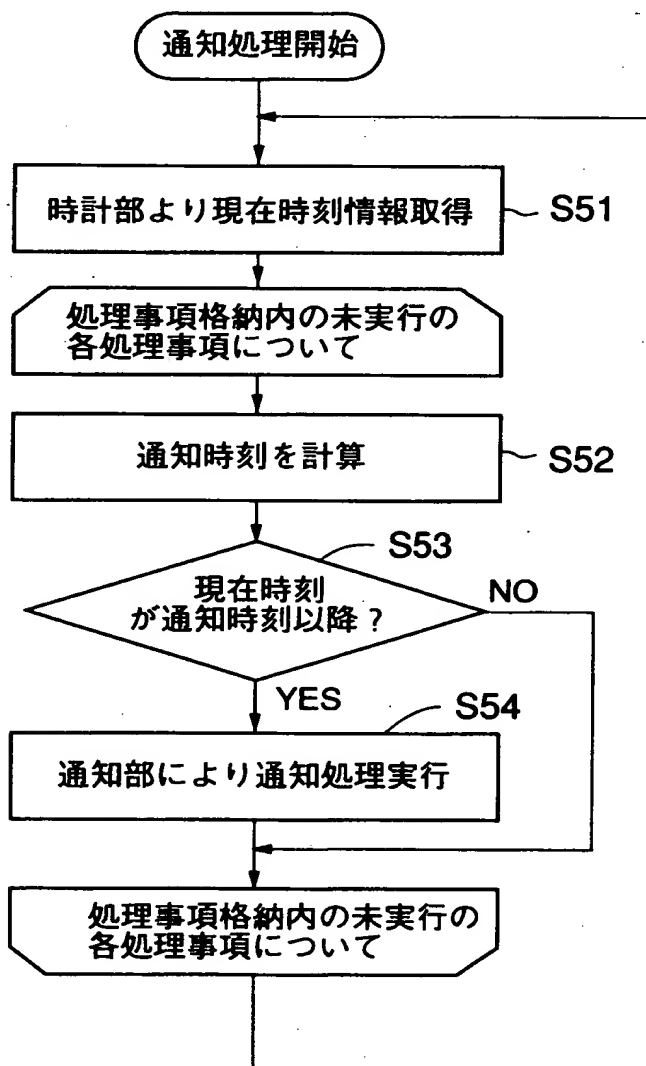 通知処理開始
時計部より現在時刻情報取得
S51
処理事項格納内の未実行の
各処理事項について
通知時刻を計算
S52
S53
現在時刻
が通知時刻以降?
NO
YES
S54
通知部により通知処理実行
処理事項格納内の未実行の
各処理事項について